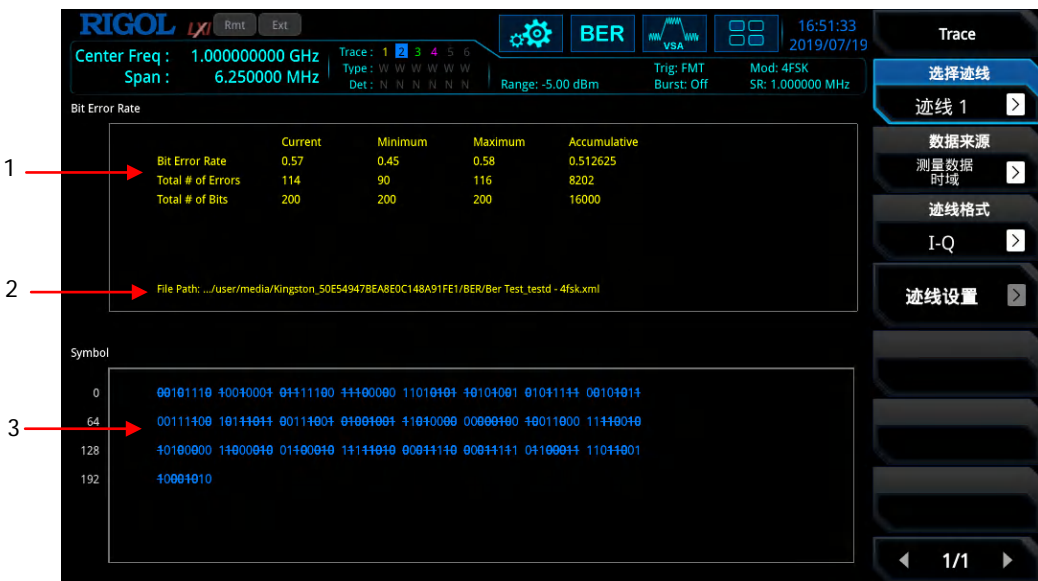 RIGOL LXI Rmt Ext
BER
VSA
16:51:33
2019/07/19
Center Freq : 1.000000000 GHz
Span : 6.250000 MHz
Trace : 1 2 3 4 5 6
Type : W W W W W W
Det : N N N N N N
Range: -5.00 dBm
Trig: FMT
Burst: Off
Mod: 4FSK
SR: 1.000000 MHz
Bit Error Rate
Current Minimum Maximum Accumulative
Bit Error Rate 0.57 0.45 0.58 0.512625
Total # of Errors 114 90 116 8202
Total # of Bits 200 200 200 16000
File Path: .../user/media/Kingston_50E54947BEA8E0C148A91FE1/BER/Ber Test_testd - 4fsk.xml
1
2
3
Symbol
0 00101110 10010001 01111100 11100000 11010101 10101001 01011111 00101011
64 00111100 10111011 00111001 01001001 11010000 00000100 10011000 11110010
128 10100000 11000010 01100010 11111010 00011110 00011111 01100011 11011001
192 10001010
Trace
选择迹线
迹线 1
数据来源
测量数据
时域
迹线格式
I-Q
迹线设置
1/1